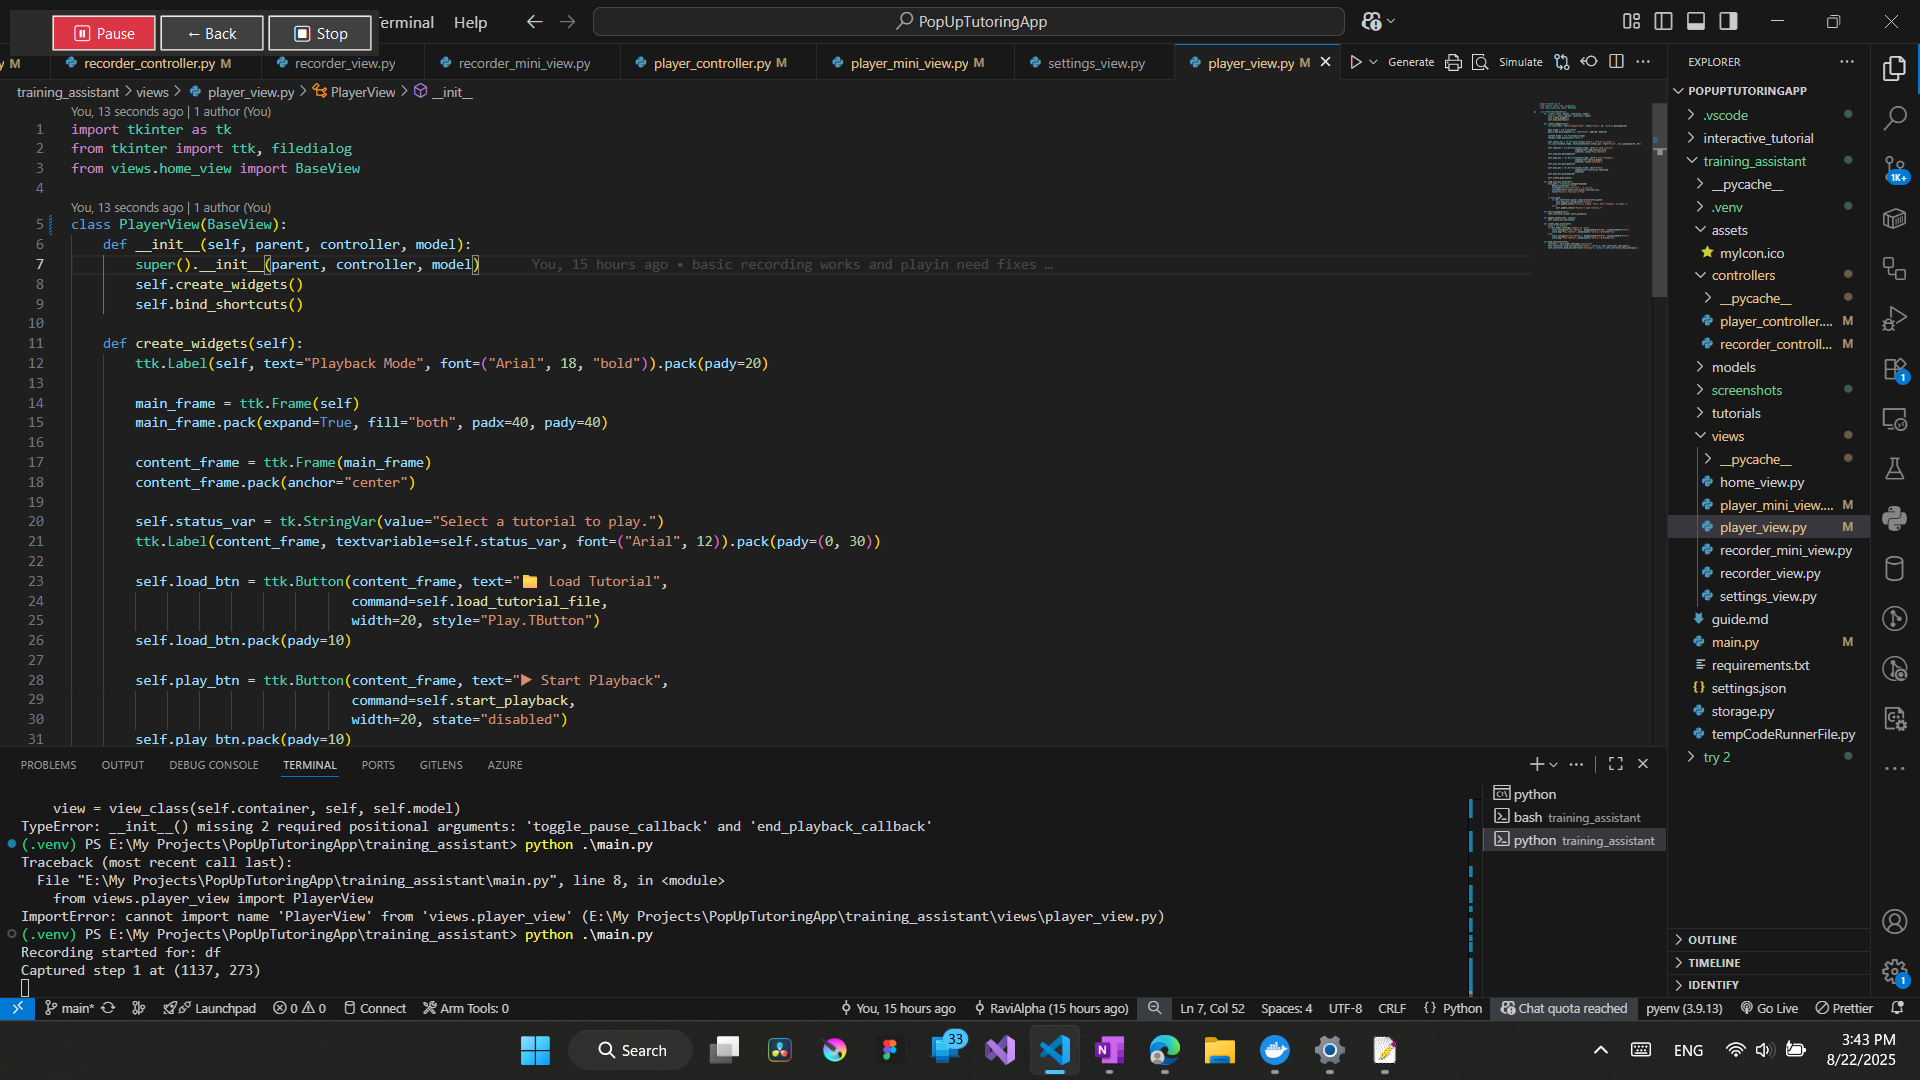 Pause
← Back
Stop
Terminal
Help
PopUpTutoringApp
M
recorder_controller.py M
recorder_view.py
recorder_mini_view.py
player_controller.py M
player_mini_view.py M
settings_view.py
player_view.py M
Generate
Simulate
training_assistant > views > player_view.py > PlayerView > __init__
You, 13 seconds ago | 1 author (You)
1 import tkinter as tk
2 from tkinter import ttk, filedialog
3 from views.home_view import BaseView
4
You, 13 seconds ago | 1 author (You)
5 class PlayerView(BaseView):
6 def __init__(self, parent, controller, model):
7 super().__init__(parent, controller, model) You, 15 hours ago • basic recording works and playin need fixes …
8 self.create_widgets()
9 self.bind_shortcuts()
10
11 def create_widgets(self):
12 ttk.Label(self, text="Playback Mode", font=("Arial", 18, "bold")).pack(pady=20)
13
14 main_frame = ttk.Frame(self)
15 main_frame.pack(expand=True, fill="both", padx=40, pady=40)
16
17 content_frame = ttk.Frame(main_frame)
18 content_frame.pack(anchor="center")
19
20 self.status_var = tk.StringVar(value="Select a tutorial to play.")
21 ttk.Label(content_frame, textvariable=self.status_var, font=("Arial", 12)).pack(pady=(0, 30))
22
23 self.load_btn = ttk.Button(content_frame, text="📁 Load Tutorial",
24 command=self.load_tutorial_file,
25 width=20, style="Play.TButton")
26 self.load_btn.pack(pady=10)
27
28 self.play_btn = ttk.Button(content_frame, text="▶ Start Playback",
29 command=self.start_playback,
30 width=20, state="disabled")
31 self.play_btn.pack(pady=10)
PROBLEMS
OUTPUT
DEBUG CONSOLE
TERMINAL
PORTS
GITLENS
AZURE
view = view_class(self.container, self, self.model)
TypeError: __init__() missing 2 required positional arguments: 'toggle_pause_callback' and 'end_playback_callback'
(.venv) PS E:\My Projects\PopUpTutoringApp\training_assistant> python .\main.py
Traceback (most recent call last):
File "E:\My Projects\PopUpTutoringApp\training_assistant\main.py", line 8, in <module>
from views.player_view import PlayerView
ImportError: cannot import name 'PlayerView' from 'views.player_view' (E:\My Projects\PopUpTutoringApp\training_assistant\views\player_view.py)
(.venv) PS E:\My Projects\PopUpTutoringApp\training_assistant> python .\main.py
Recording started for: df
Captured step 1 at (1137, 273)
python
bash training_assistant
python training_assistant
EXPLORER
POPUPTUTORINGAPP
.vscode
interactive_tutorial
training_assistant
__pycache__
.venv
assets
myIcon.ico
controllers
__pycache__
player_controller.... M
recorder_controll... M
models
screenshots
tutorials
views
__pycache__
home_view.py
player_mini_view.... M
player_view.py M
recorder_mini_view.py
recorder_view.py
settings_view.py
guide.md
main.py M
requirements.txt
settings.json
storage.py
tempCodeRunnerFile.py
try 2
OUTLINE
TIMELINE
IDENTIFY
1K+
1
1
main*
Launchpad
0 0
Connect
Arm Tools: 0
You, 15 hours ago
RaviAlpha (15 hours ago)
Ln 7, Col 52
Spaces: 4
UTF-8
CRLF
{ } Python
Chat quota reached
pyenv (3.9.13)
Go Live
Prettier
Search
33
ENG
3:43 PM
8/22/2025